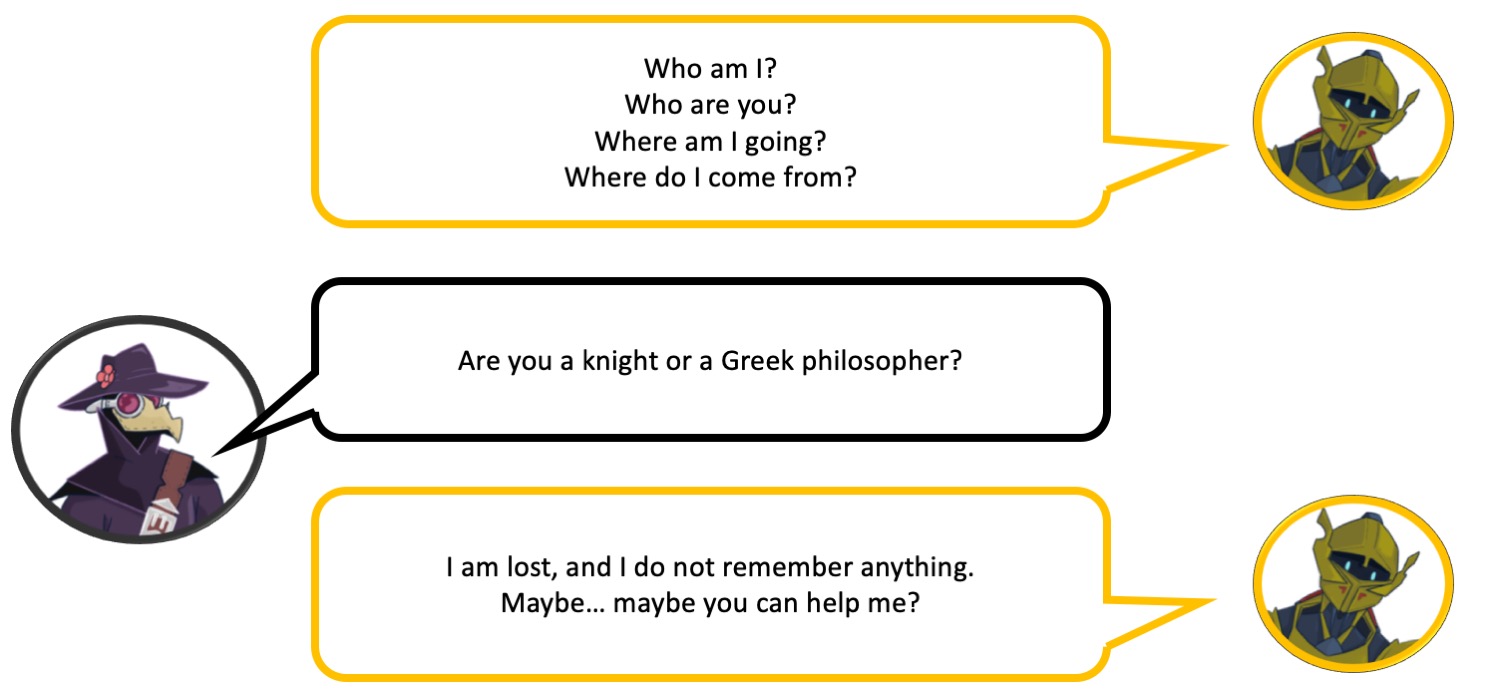 Who am I?
Who are you?
Where am I going?
Where do I come from?
Are you a knight or a Greek philosopher?
I am lost, and I do not remember anything.
Maybe... maybe you can help me?